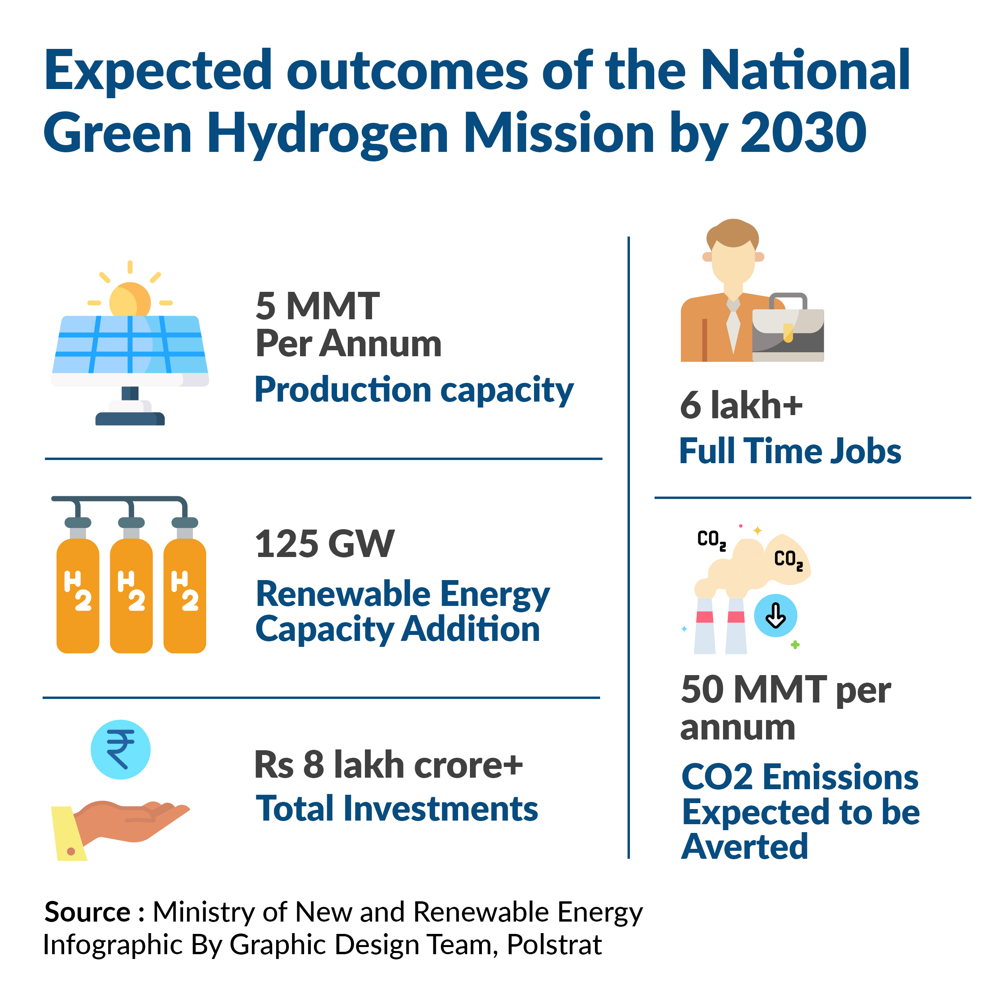 Expected outcomes of the National
Green Hydrogen Mission by 2030
5 MMT
Per Annum
Production capacity
H2 H2 H2
125 GW
Renewable Energy
Capacity Addition
₹
Rs 8 lakh crore+
Total Investments
6 lakh+
Full Time Jobs
CO2
CO2
50 MMT per
annum
CO2 Emissions
Expected to be
Averted
Source : Ministry of New and Renewable Energy
Infographic By Graphic Design Team, Polstrat